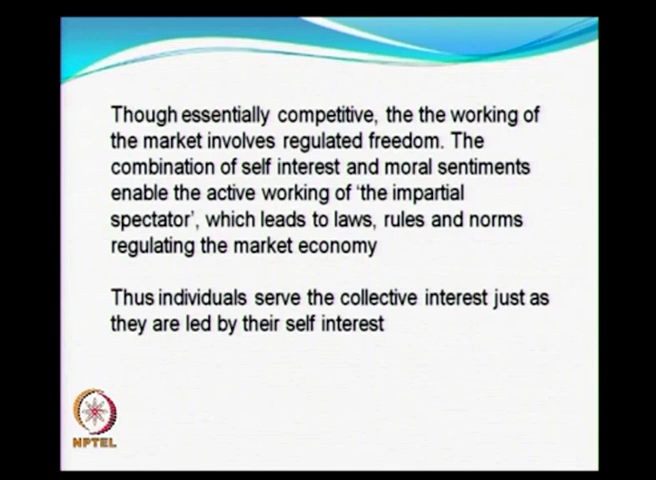 Though essentially competitive, the the working of
the market involves regulated freedom. The
combination of self interest and moral sentiments
enable the active working of 'the impartial
spectator', which leads to laws, rules and norms
regulating the market economy
Thus individuals serve the collective interest just as
they are led by their self interest
NPTEL